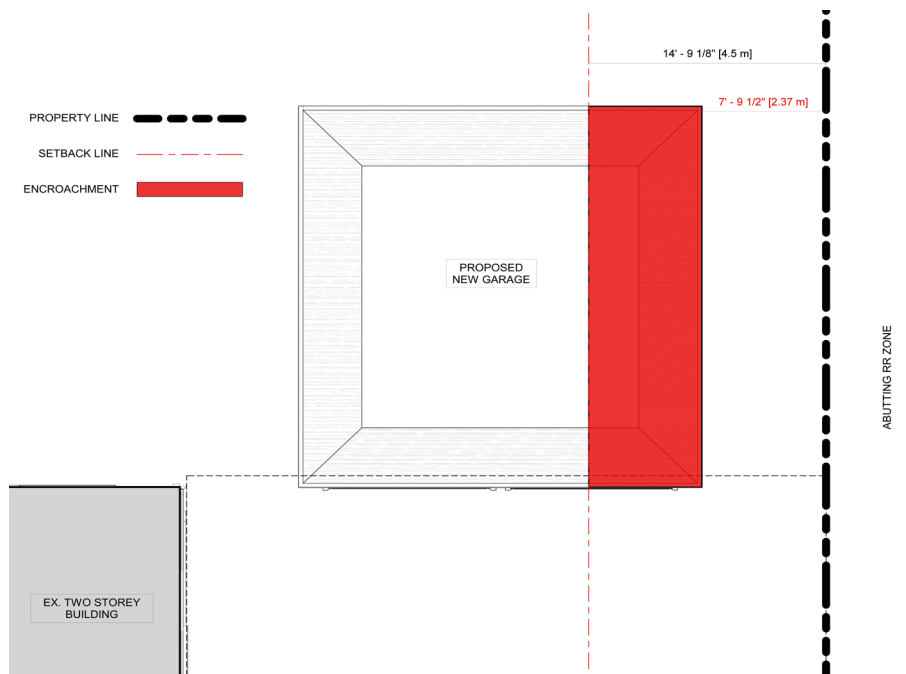 14' - 9 1/8" [4.5 m]
7' - 9 1/2" [2.37 m]
PROPERTY LINE
SETBACK LINE
ENCROACHMENT
PROPOSED
NEW GARAGE
ABUTTING RR ZONE
EX. TWO STOREY
BUILDING